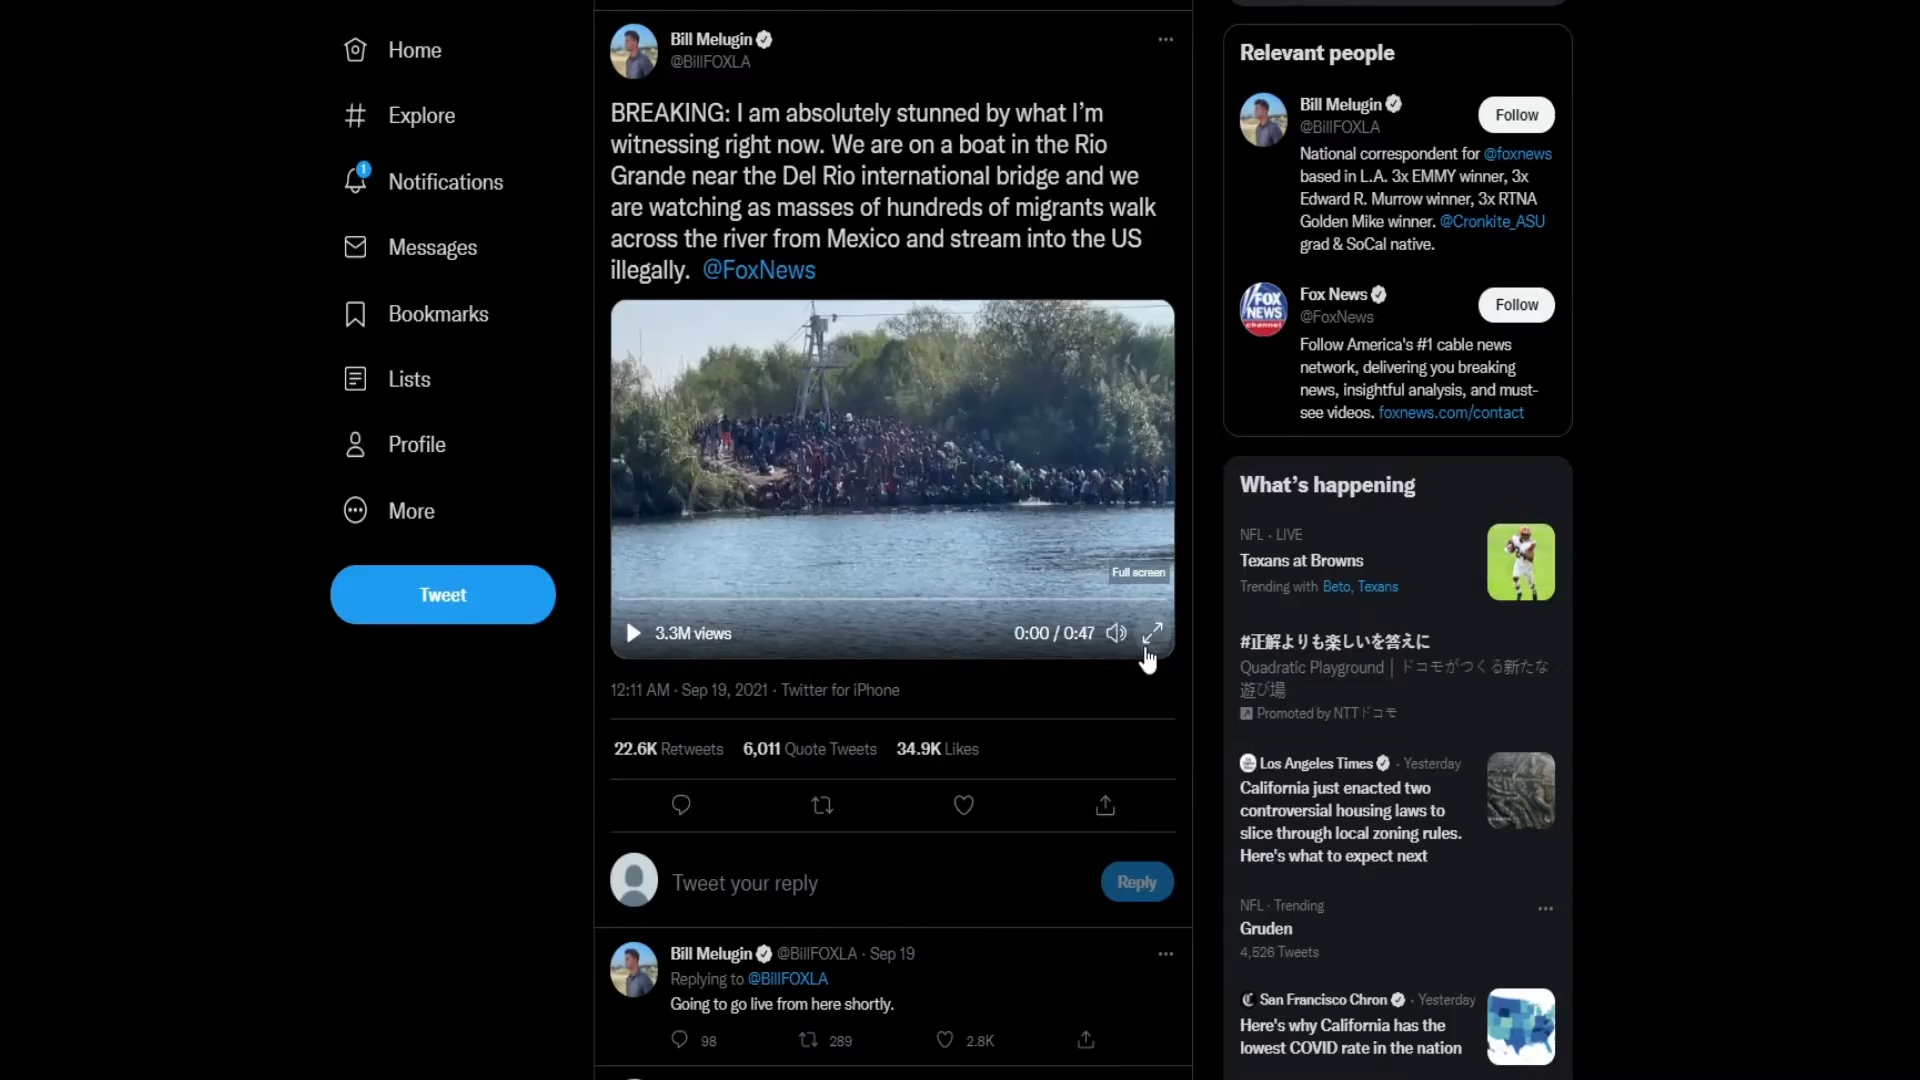 Home
Explore
1
Notifications
Messages
Bookmarks
Lists
Profile
More
Tweet
Bill Melugin
@BillFOXLA
BREAKING: I am absolutely stunned by what I’m
witnessing right now. We are on a boat in the Rio
Grande near the Del Rio international bridge and we
are watching as masses of hundreds of migrants walk
across the river from Mexico and stream into the US
illegally. @FoxNews
Full screen
3.3M views
0:00 / 0:47
12:11 AM · Sep 19, 2021 · Twitter for iPhone
22.6K Retweets 6,011 Quote Tweets 34.9K Likes
Tweet your reply
Reply
Bill Melugin @BillFOXLA · Sep 19
Replying to @BillFOXLA
Going to go live from here shortly.
98 289 2.8K
Relevant people
Bill Melugin
@BillFOXLA
Follow
National correspondent for @foxnews
based in L.A. 3x EMMY winner, 3x
Edward R. Murrow winner, 3x RTNA
Golden Mike winner. @Cronkite_ASU
grad & SoCal native.
FOX
NEWS
channel
Fox News
@FoxNews
Follow
Follow America's #1 cable news
network, delivering you breaking
news, insightful analysis, and must-
see videos. foxnews.com/contact
What’s happening
NFL · LIVE
Texans at Browns
Trending with Beto, Texans
#正解よりも楽しいを答えに
Quadratic Playground│ドコモがつくる新たな
遊び場
Promoted by NTTドコモ
Los Angeles Times · Yesterday
California just enacted two
controversial housing laws to
slice through local zoning rules.
Here's what to expect next
NFL · Trending
Gruden
4,526 Tweets
San Francisco Chron · Yesterday
Here's why California has the
lowest COVID rate in the nation